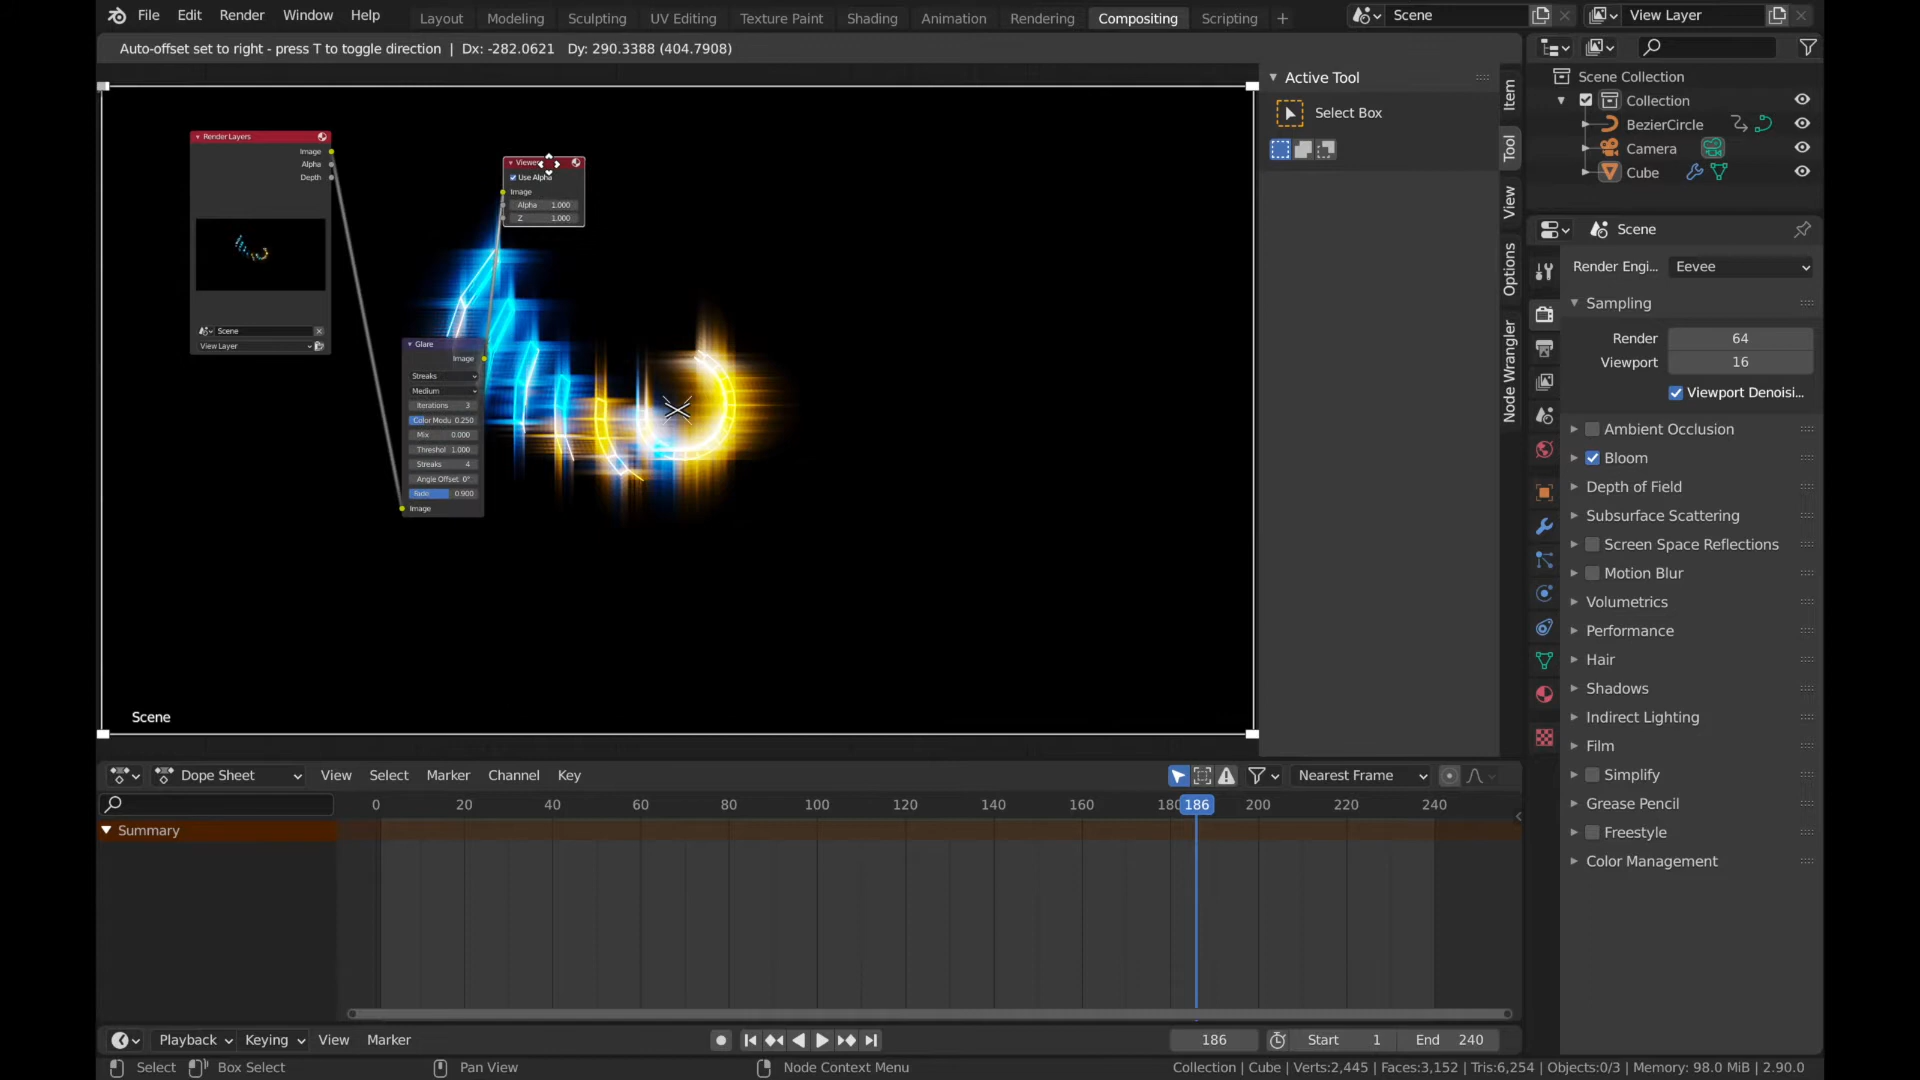 File Edit Render Window Help Layout Modeling Sculpting UV Editing Texture Paint Shading Animation Rendering Compositing Scripting + Scene View Layer
Auto-offset set to right - press T to toggle direction | Dx: -282.0621 Dy: 290.3388 (404.7908)
Render Layers
Image
Alpha
Depth
Scene
View Layer
Viewer
Use Alpha
Image
Alpha 1.000
Z 1.000
Glare
Image
Streaks
Medium
Iterations 3
Color Modu 0.250
Mix 0.000
Threshol 1.000
Streaks 4
Angle Offset 0°
Fade 0.900
Image
Scene
Active Tool
Select Box
Item
Tool
View
Options
Node Wrangler
Scene Collection
Collection
BezierCircle
Camera
Cube
Scene
Render Engi... Eevee
Sampling
Render 64
Viewport 16
Viewport Denoisi...
Ambient Occlusion
Bloom
Depth of Field
Subsurface Scattering
Screen Space Reflections
Motion Blur
Volumetrics
Performance
Hair
Shadows
Indirect Lighting
Film
Simplify
Grease Pencil
Freestyle
Color Management
Dope Sheet View Select Marker Channel Key Nearest Frame
0 20 40 60 80 100 120 140 160 180 186 200 220 240
Summary
Playback Keying View Marker 186 Start 1 End 240
Select Box Select Pan View Node Context Menu Collection | Cube | Verts:2,445 | Faces:3,152 | Tris:6,254 | Objects:0/3 | Memory: 98.0 MiB | 2.90.0